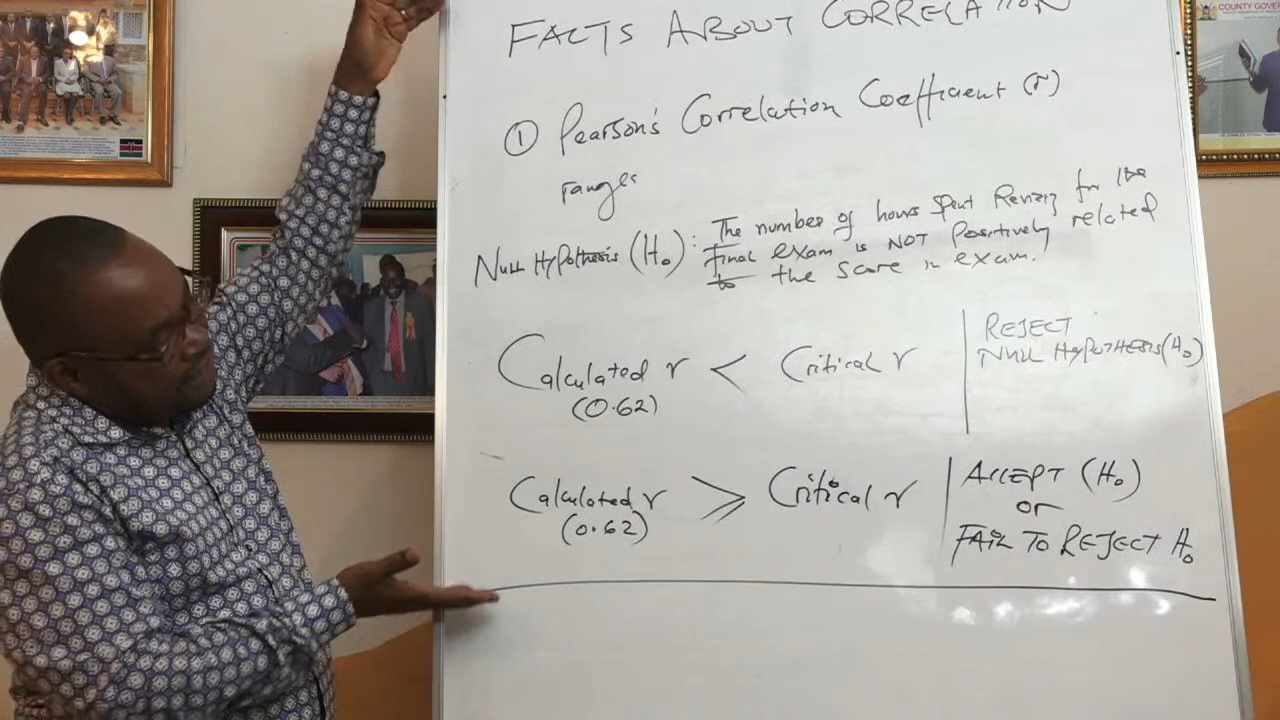 FACTS ABOUT CORRELATION
① Pearson's Correlation Coefficient (r)
ranges
Null Hypothesis (H₀): The number of hours spent for the
final exam is NOT Positively related
to the score in exam.
Calculated r < Critical r
(0.62)
REJECT
NULL HYPOTHESIS (H₀)
Calculated r > Critical r
(0.62)
ACCEPT (H₀)
or
FAIL TO REJECT H₀
COUNTY GOVE